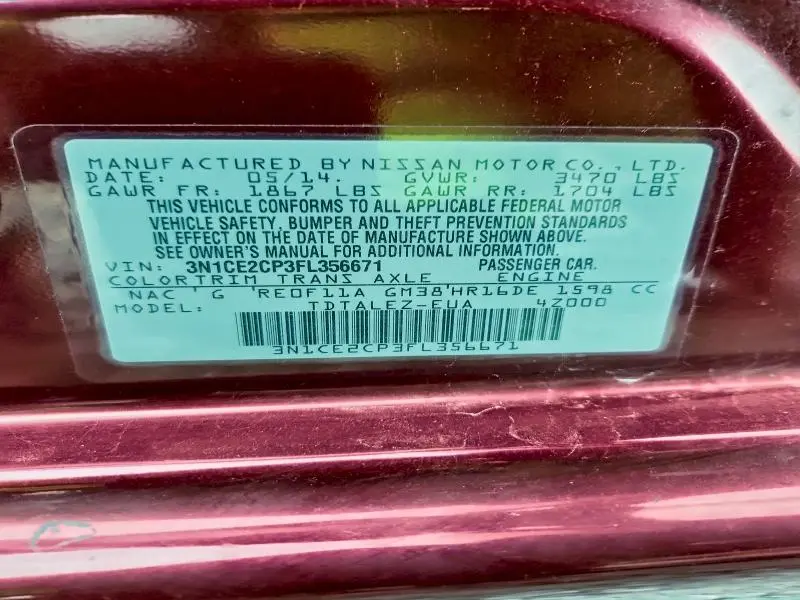 MANUFACTURED BY NISSAN MOTOR CO., LTD.
DATE: 05/14. GVWR: 3470 LBS
GAWR FR: 1867 LBS GAWR RR: 1704 LBS
THIS VEHICLE CONFORMS TO ALL APPLICABLE FEDERAL MOTOR
VEHICLE SAFETY, BUMPER AND THEFT PREVENTION STANDARDS
IN EFFECT ON THE DATE OF MANUFACTURE SHOWN ABOVE.
SEE OWNER'S MANUAL FOR ADDITIONAL INFORMATION.
VIN: 3N1CE2CP3FL356671 PASSENGER CAR.
COLOR TRIM TRANS AXLE ENGINE
NAC ' G 'RE0F11A GM38'HR16DE 1598 CC
MODEL: TDTALEZ-EUA 4Z000
3N1CE2CP3FL356671